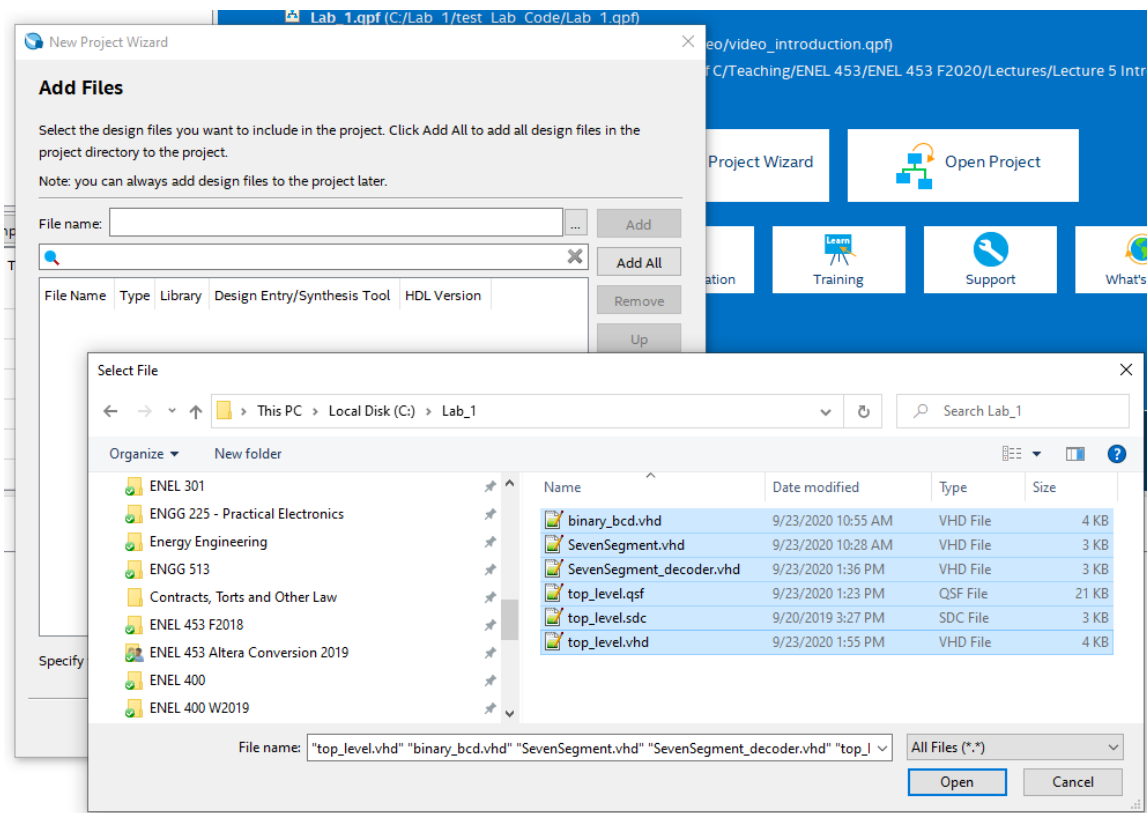 Lab_1.qpf (C:/Lab_1/test_Lab_Code/Lab_1.qpf)
New Project Wizard
eo/video_introduction.qpf)
C/Teaching/ENEL 453/ENEL 453 F2020/Lectures/Lecture 5 Intr
Add Files
Select the design files you want to include in the project. Click Add All to add all design files in the
project directory to the project.
Note: you can always add design files to the project later.
Project Wizard
Open Project
File name:
...
Add
Add All
File Name Type Library Design Entry/Synthesis Tool HDL Version
Remove
Up
Learn
ation
Training
Support
What's
Specify
Select File
This PC > Local Disk (C:) > Lab_1
Search Lab_1
Organize
New folder
ENEL 301
ENGG 225 - Practical Electronics
Energy Engineering
ENGG 513
Contracts, Torts and Other Law
ENEL 453 F2018
ENEL 453 Altera Conversion 2019
ENEL 400
ENEL 400 W2019
Name Date modified Type Size
binary_bcd.vhd 9/23/2020 10:55 AM VHD File 4 KB
SevenSegment.vhd 9/23/2020 10:28 AM VHD File 3 KB
SevenSegment_decoder.vhd 9/23/2020 1:36 PM VHD File 3 KB
top_level.qsf 9/23/2020 1:23 PM QSF File 21 KB
top_level.sdc 9/20/2019 3:27 PM SDC File 3 KB
top_level.vhd 9/23/2020 1:55 PM VHD File 4 KB
File name: "top_level.vhd" "binary_bcd.vhd" "SevenSegment.vhd" "SevenSegment_decoder.vhd" "top_l
All Files (*.*)
Open
Cancel